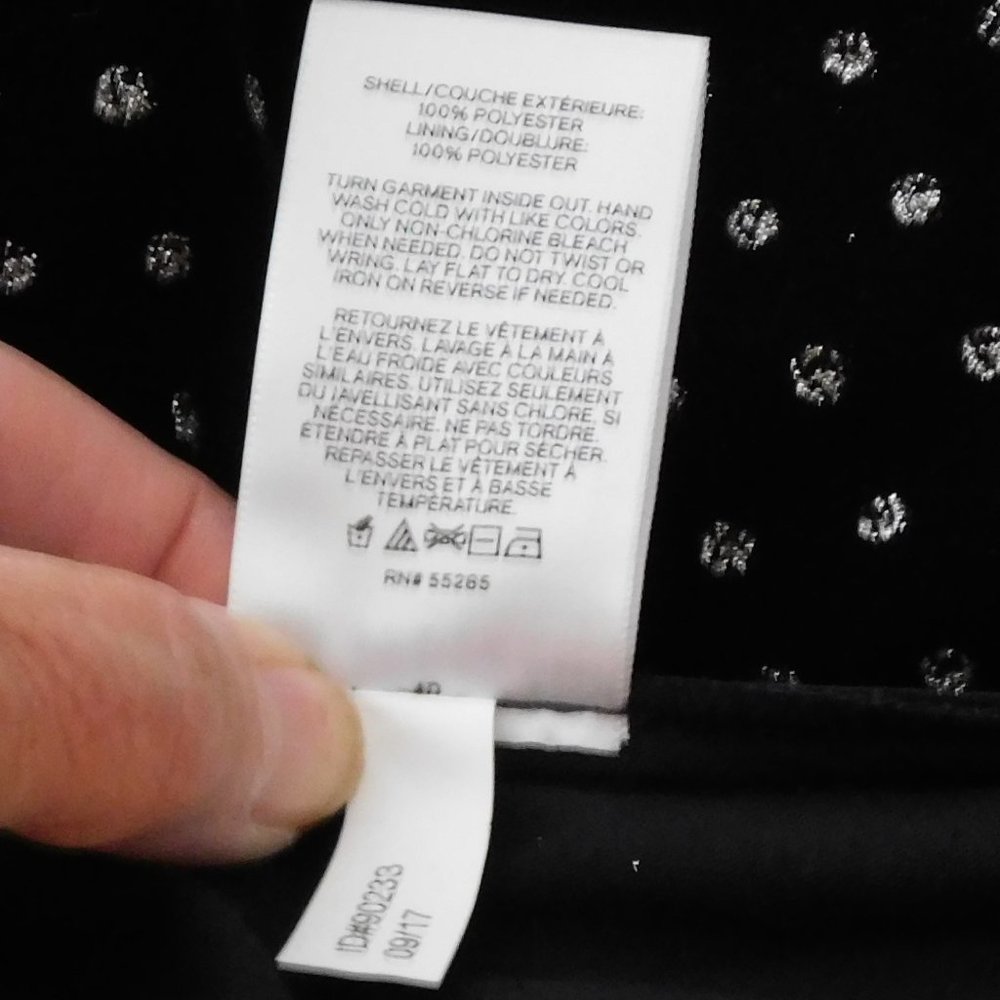 SHELL/COUCHE EXTÉRIEURE:
100% POLYESTER
LINING/DOUBLURE:
100% POLYESTER
TURN GARMENT INSIDE OUT. HAND
WASH COLD WITH LIKE COLORS.
ONLY NON-CHLORINE BLEACH
WHEN NEEDED. DO NOT TWIST OR
WRING. LAY FLAT TO DRY. COOL
IRON ON REVERSE IF NEEDED.
RETOURNEZ LE VÊTEMENT À
L'ENVERS. LAVAGE À LA MAIN À
L'EAU FROIDE AVEC COULEURS
SIMILAIRES. UTILISEZ SEULEMENT
DU JAVELLISANT SANS CHLORE, SI
NÉCESSAIRE. NE PAS TORDRE.
ÉTENDRE À PLAT POUR SÉCHER.
REPASSER LE VÊTEMENT À
L'ENVERS ET À BASSE
TEMPÉRATURE.
RN# 55285
ID#90233
09/17